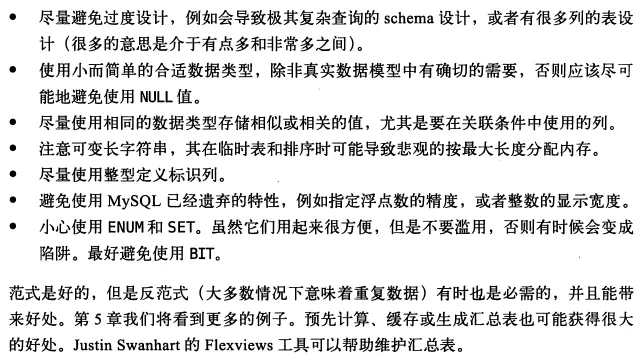 ● 尽量避免过度设计，例如会导致极其复杂查询的 schema 设计，或者有很多列的表设
计（很多的意思是介于有点多和非常多之间）。
● 使用小而简单的合适数据类型，除非真实数据模型中有确切的需要，否则应该尽可
能地避免使用 NULL 值。
● 尽量使用相同的数据类型存储相似或相关的值，尤其是要在关联条件中使用的列。
● 注意可变长字符串，其在临时表和排序时可能导致悲观的按最大长度分配内存。
● 尽量使用整型定义标识列。
● 避免使用 MySQL 已经遗弃的特性，例如指定浮点数的精度，或者整数的显示宽度。
● 小心使用 ENUM 和 SET。虽然它们用起来很方便，但是不要滥用，否则有时候会变成
陷阱。最好避免使用 BIT。
范式是好的，但是反范式（大多数情况下意味着重复数据）有时也是必需的，并且能带
来好处。第 5 章我们将看到更多的例子。预先计算、缓存或生成汇总表也可能获得很大
的好处。Justin Swanhart 的 Flexviews 工具可以帮助维护汇总表。